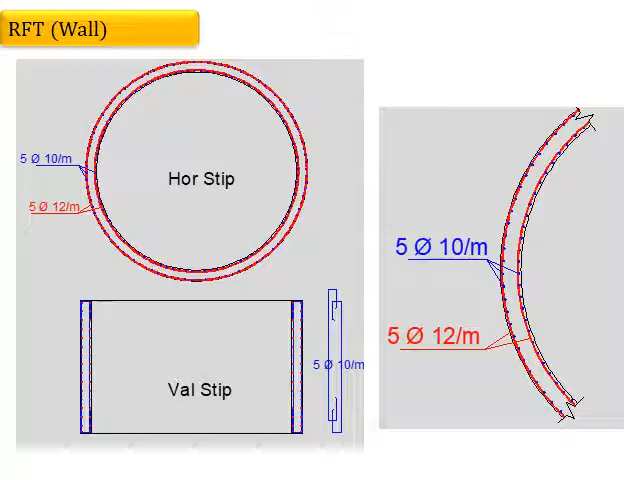 RFT (Wall)
5 Ø 10/m
Hor Stip
5 Ø 12/m
5 Ø 10/m
5 Ø 12/m
5 Ø 10/m
Val Stip